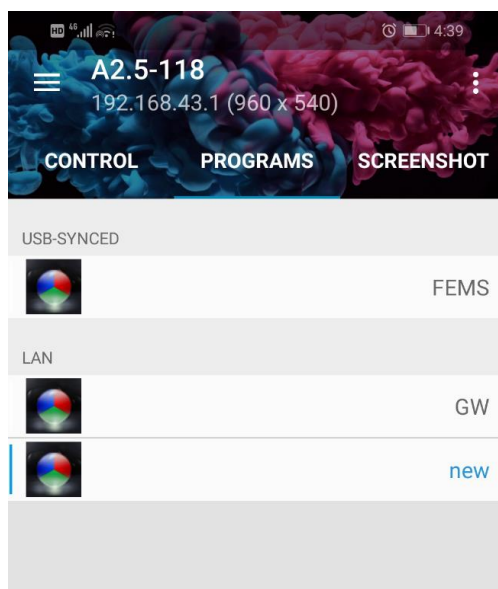 HD 4G 4:39
A2.5-118
192.168.43.1 (960 x 540)
CONTROL PROGRAMS SCREENSHOT
USB-SYNCED
FEMS
LAN
GW
new